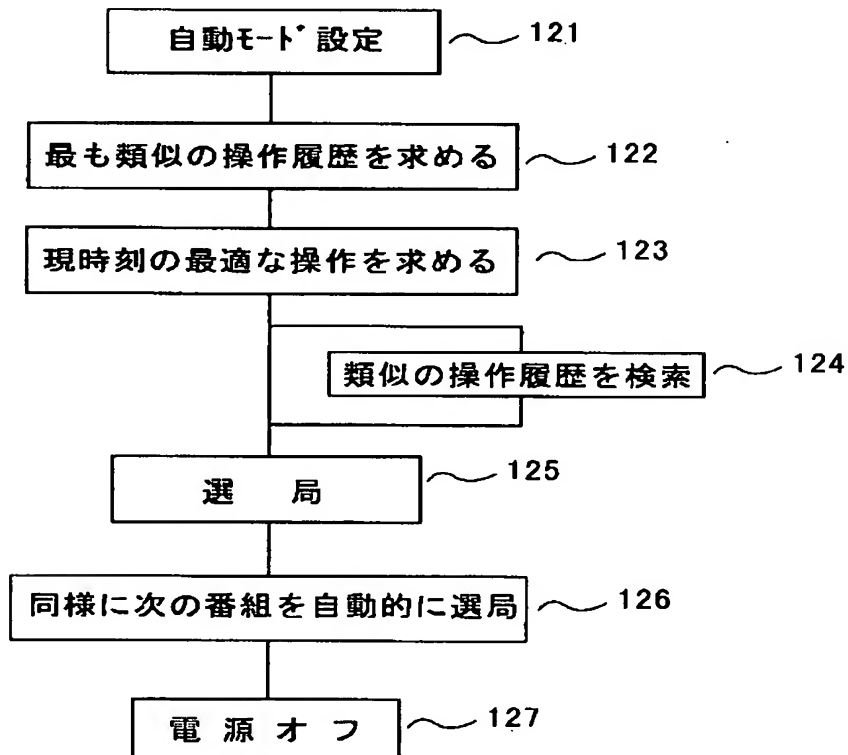 自動ﾓｰﾄﾞ設定 121
最も類似の操作履歴を求める 122
現時刻の最適な操作を求める 123
類似の操作履歴を検索 124
選 局 125
同様に次の番組を自動的に選局 126
電 源 オ フ 127